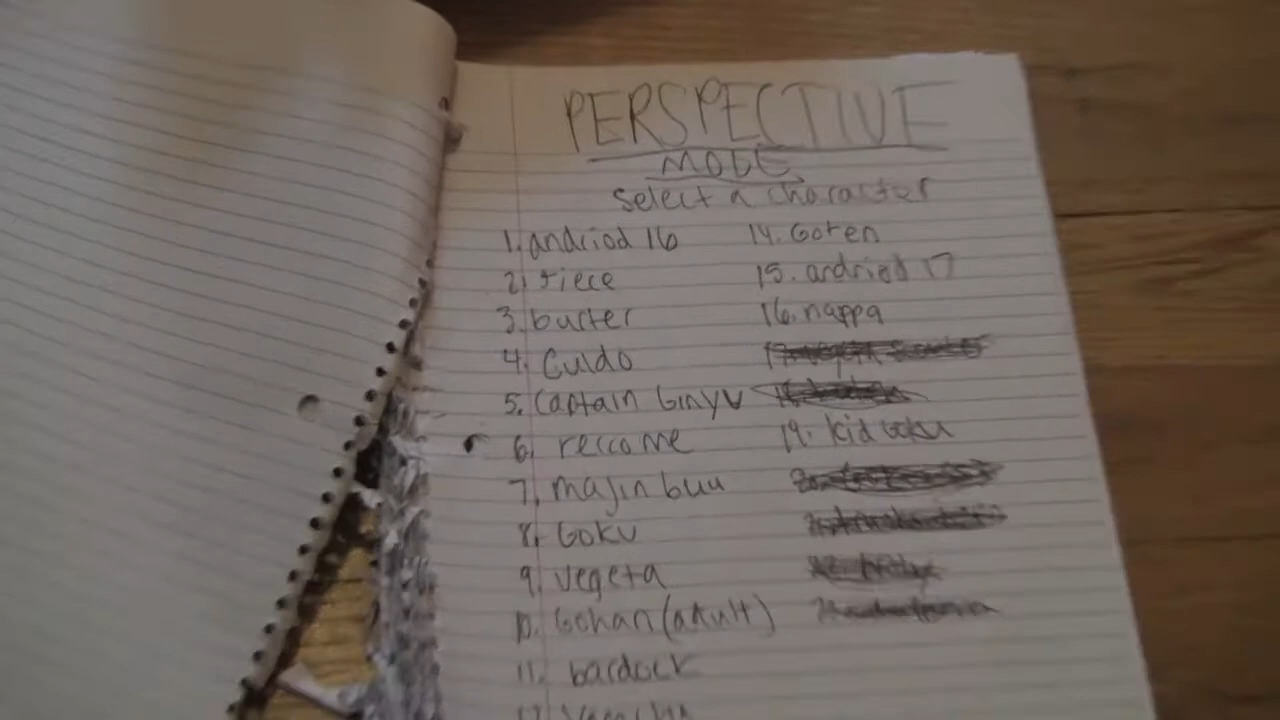 PERSPECTIVE
MODE
Select a character
1. andriod 16
2. riece
3. burter
4. Guldo
5. Captain Ginyu
6. reccome
7. majin buu
8. Goku
9. vegeta
10. Gohan (adult)
11. bardock
14. Goten
15. andriod 17
16. nappa
19. kid Goku